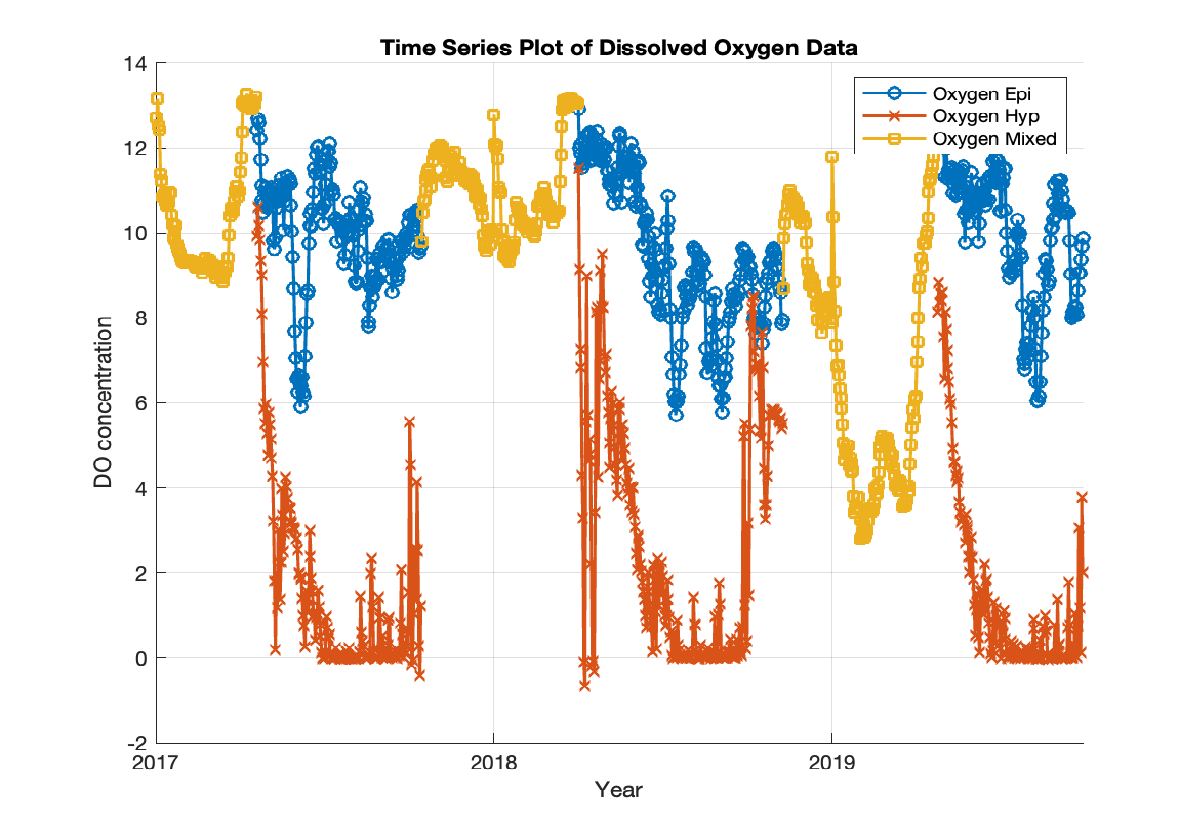 Time Series Plot of Dissolved Oxygen Data
14
12
10
8
6
4
2
0
-2
DO concentration
2017
2018
2019
Year
Oxygen Epi
Oxygen Hyp
Oxygen Mixed